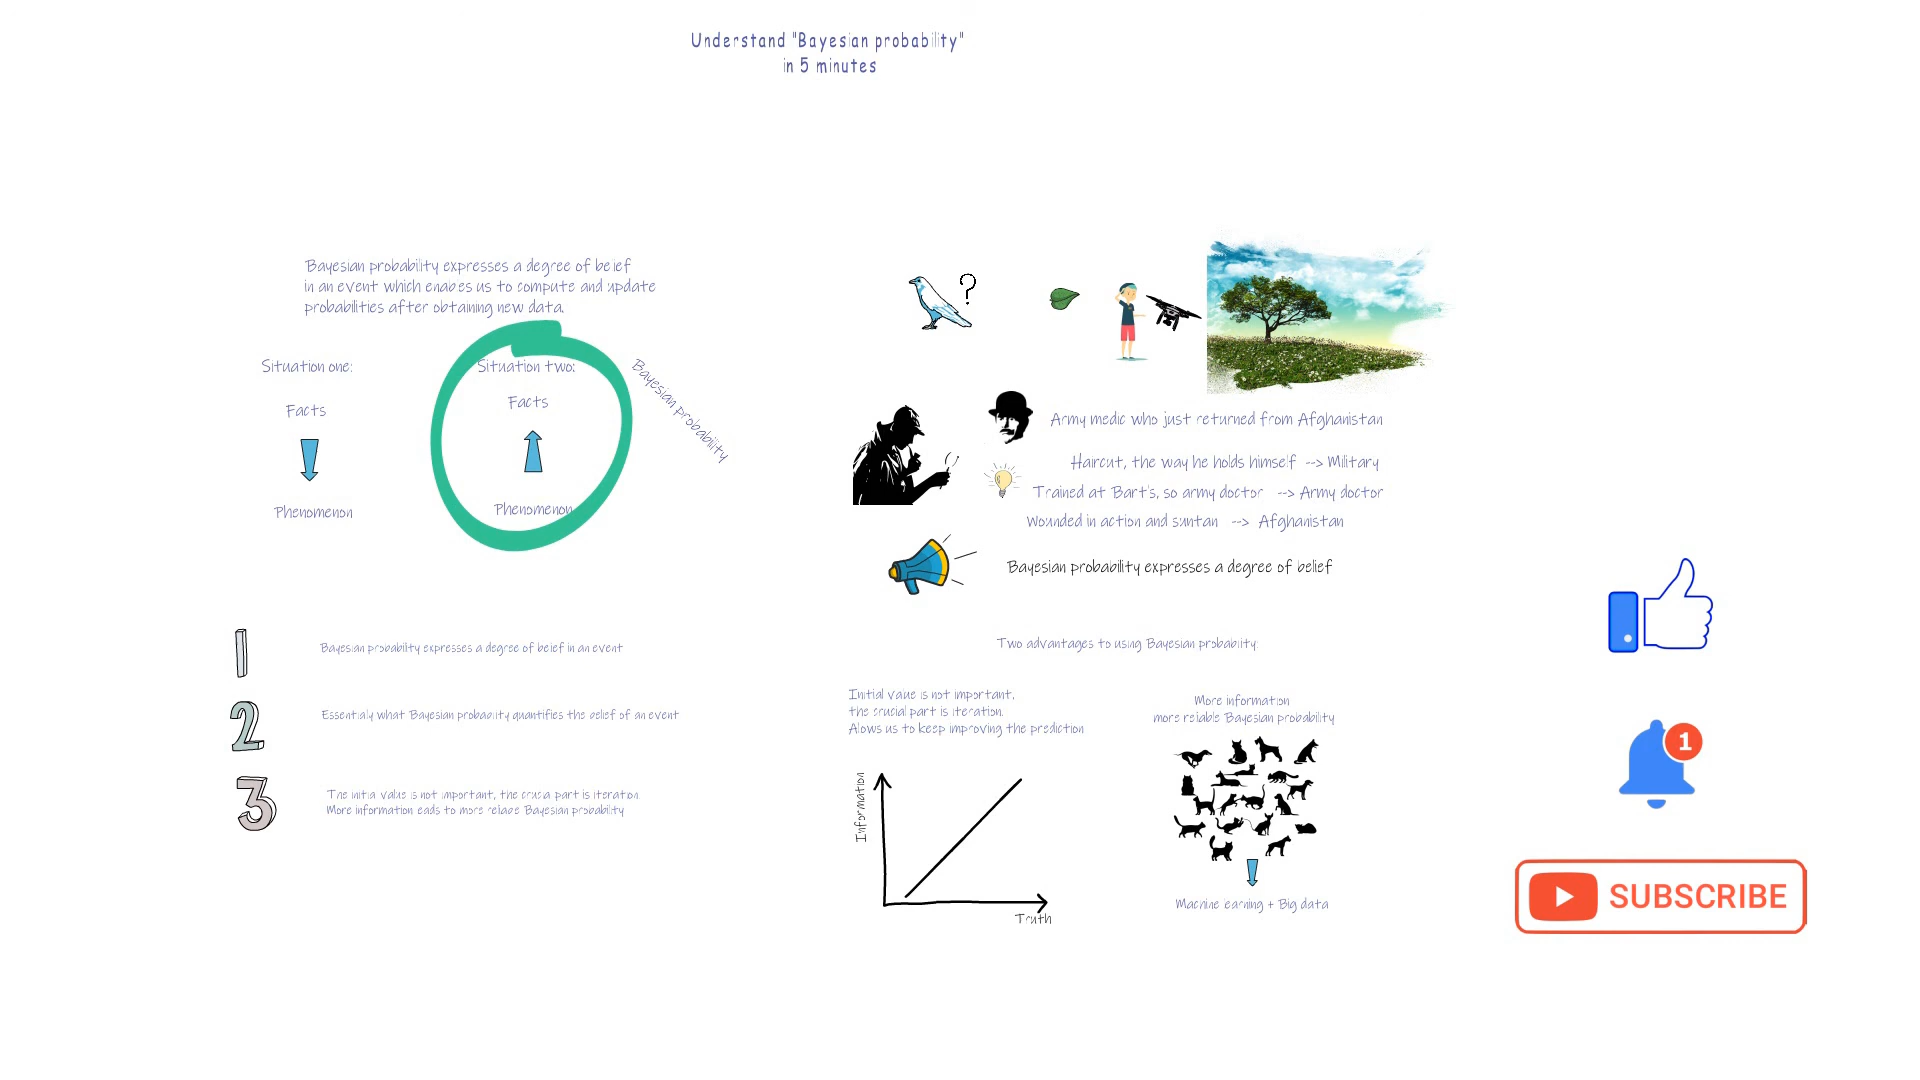 Understand "Bayesian probability"
in 5 minutes
Bayesian probability expresses a degree of belief
in an event which enables us to compute and update
probabilities after obtaining new data.
Situation one:
Facts
Phenomenon
Situation two:
Facts
Phenomenon
Bayesian probability
1
Bayesian probability expresses a degree of belief in an event
2
Essentialy what Bayesian probability quantifies the belief of an event
3
The initial value is not important, the crucial part is iteration.
More information leads to more reliable Bayesian probability
?
Army medic who just returned from Afghanistan
Haircut, the way he holds himself --> Military
Trained at Bart's, so army doctor --> Army doctor
Wounded in action and suntan --> Afghanistan
Bayesian probability expresses a degree of belief
Two advantages to using Bayesian probability:
Initial value is not important,
the crucial part is iteration.
Allows us to keep improving the prediction
Information
Truth
More information
more reliable Bayesian probability
Machine learning + Big data
1
SUBSCRIBE